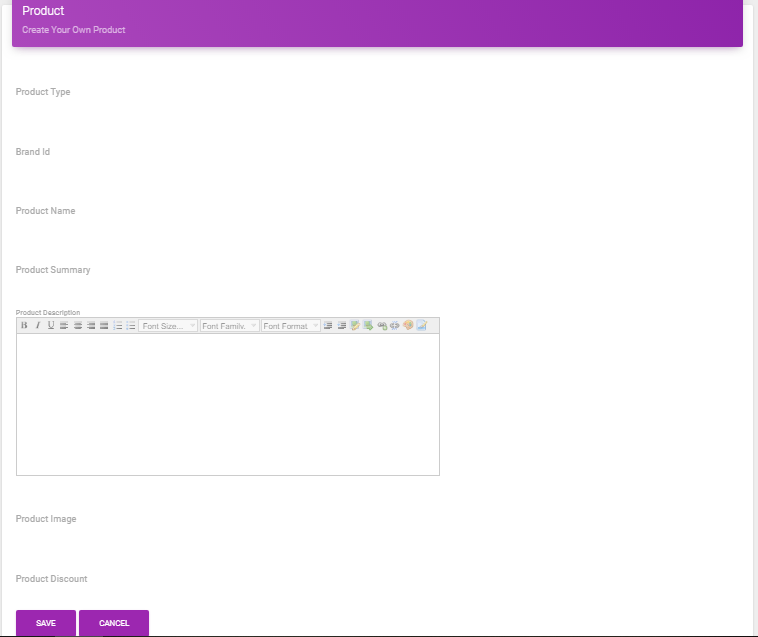 Product
Create Your Own Product
Product Type
Brand Id
Product Name
Product Summary
Product Description
B I U Font Size... Font Family. Font Format.
Product Image
Product Discount
SAVE CANCEL